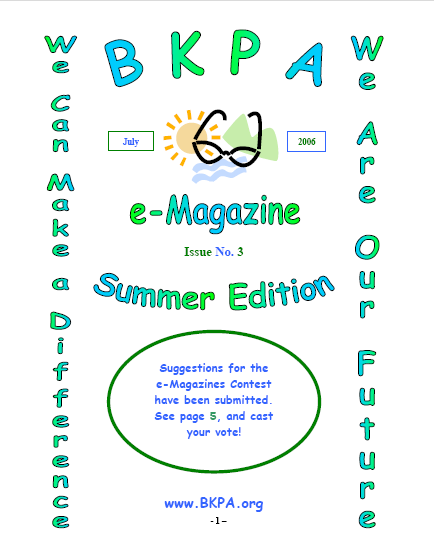 We Can Make a Difference
BKPA
We Are Our Future
July
2006
e-Magazine
Issue No. 3
Summer Edition
Suggestions for the
e-Magazines Contest
have been submitted.
See page 5, and cast
your vote!
www.BKPA.org
-1-